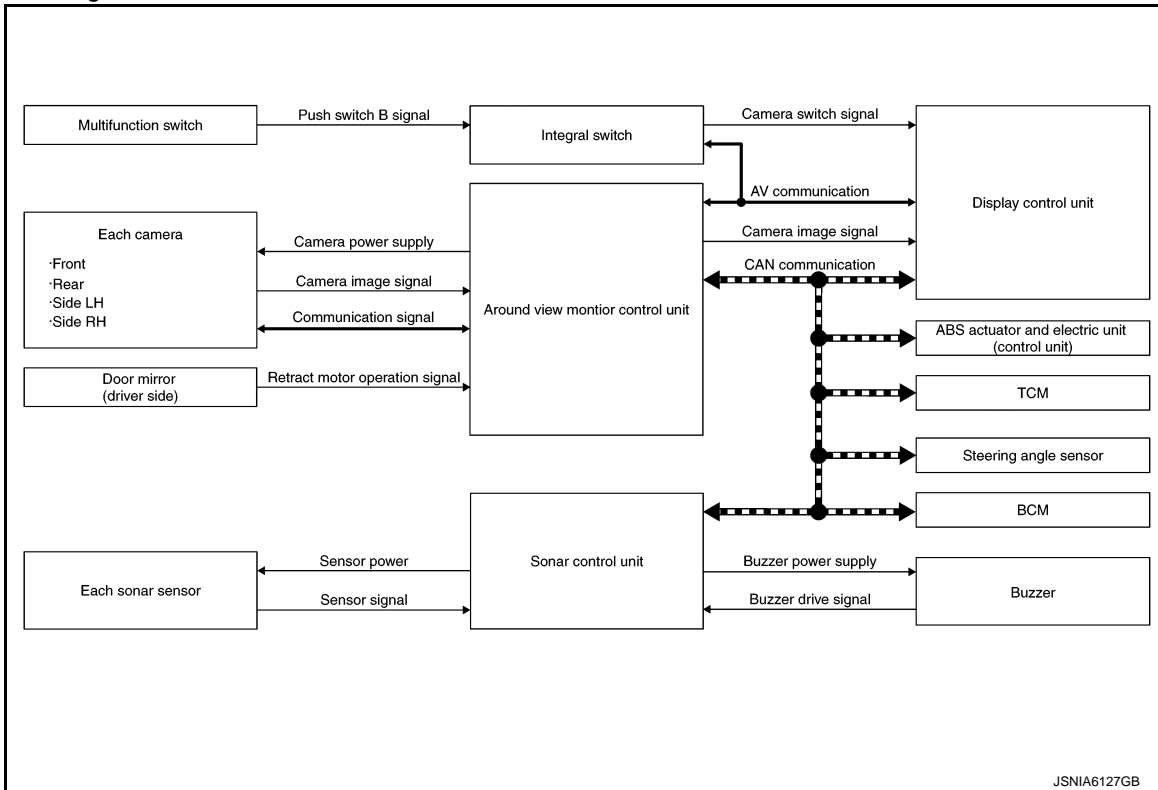 Multifunction switch
Push switch B signal
Integral switch
Camera switch signal
AV communication
Display control unit
Each camera
·Front
·Rear
·Side LH
·Side RH
Camera power supply
Camera image signal
Communication signal
Around view montior control unit
Camera image signal
CAN communication
Door mirror
(driver side)
Retract motor operation signal
ABS actuator and electric unit
(control unit)
TCM
Steering angle sensor
BCM
Each sonar sensor
Sensor power
Sensor signal
Sonar control unit
Buzzer power supply
Buzzer drive signal
Buzzer
JSNIA6127GB